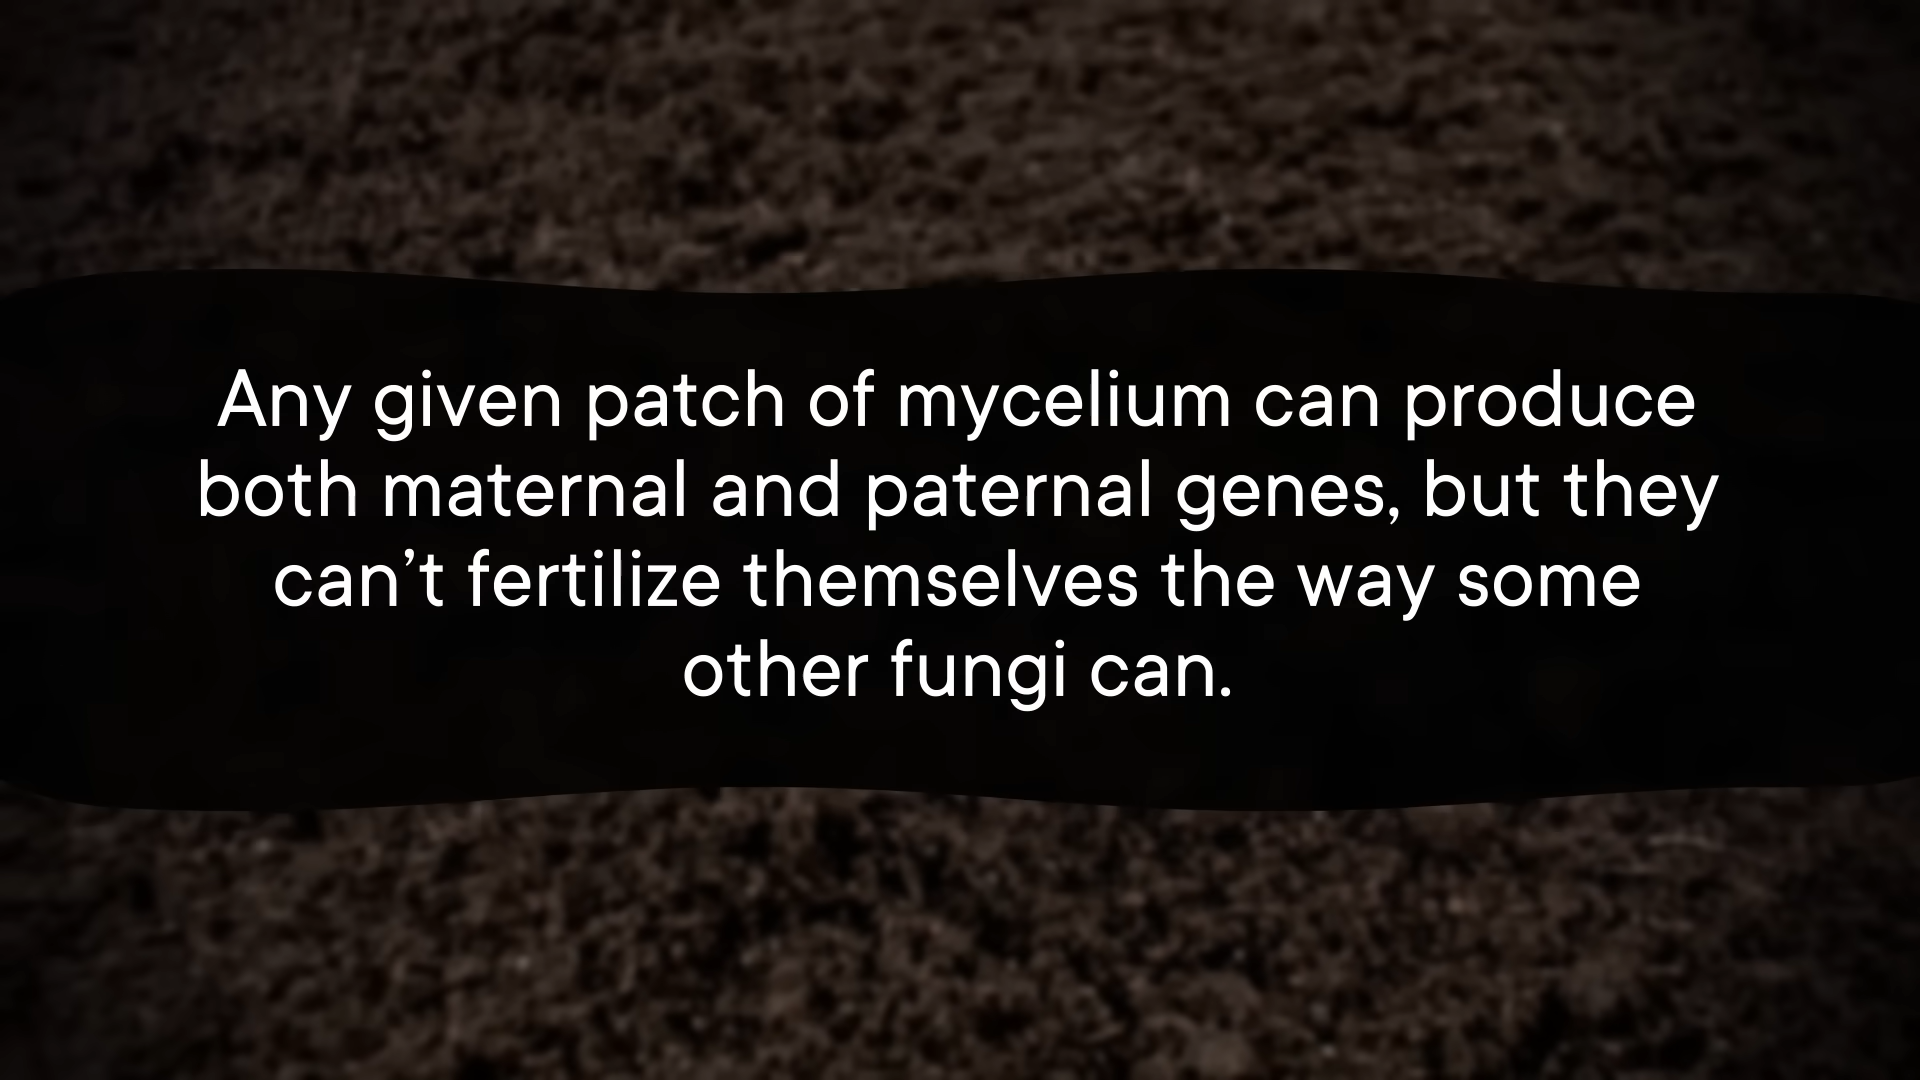 Any given patch of mycelium can produce
both maternal and paternal genes, but they
can’t fertilize themselves the way some
other fungi can.